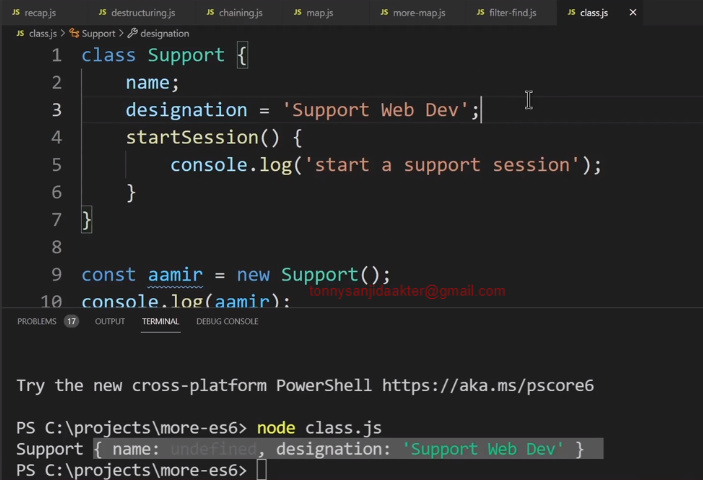 JS recap.js JS destructuring.js JS chaining.js JS map.js JS more-map.js JS filter-find.js JS class.js ×
JS class.js > Support > designation
1 class Support {
2 name;
3 designation = 'Support Web Dev';
4 startSession() {
5 console.log('start a support session');
6 }
7 }
8
9 const aamir = new Support();
10 console.log(aamir);
tonnysanjidaakter@gmail.com
PROBLEMS 17 OUTPUT TERMINAL DEBUG CONSOLE
Try the new cross-platform PowerShell https://aka.ms/pscore6
PS C:\projects\more-es6> node class.js
Support { name: undefined, designation: 'Support Web Dev' }
PS C:\projects\more-es6>